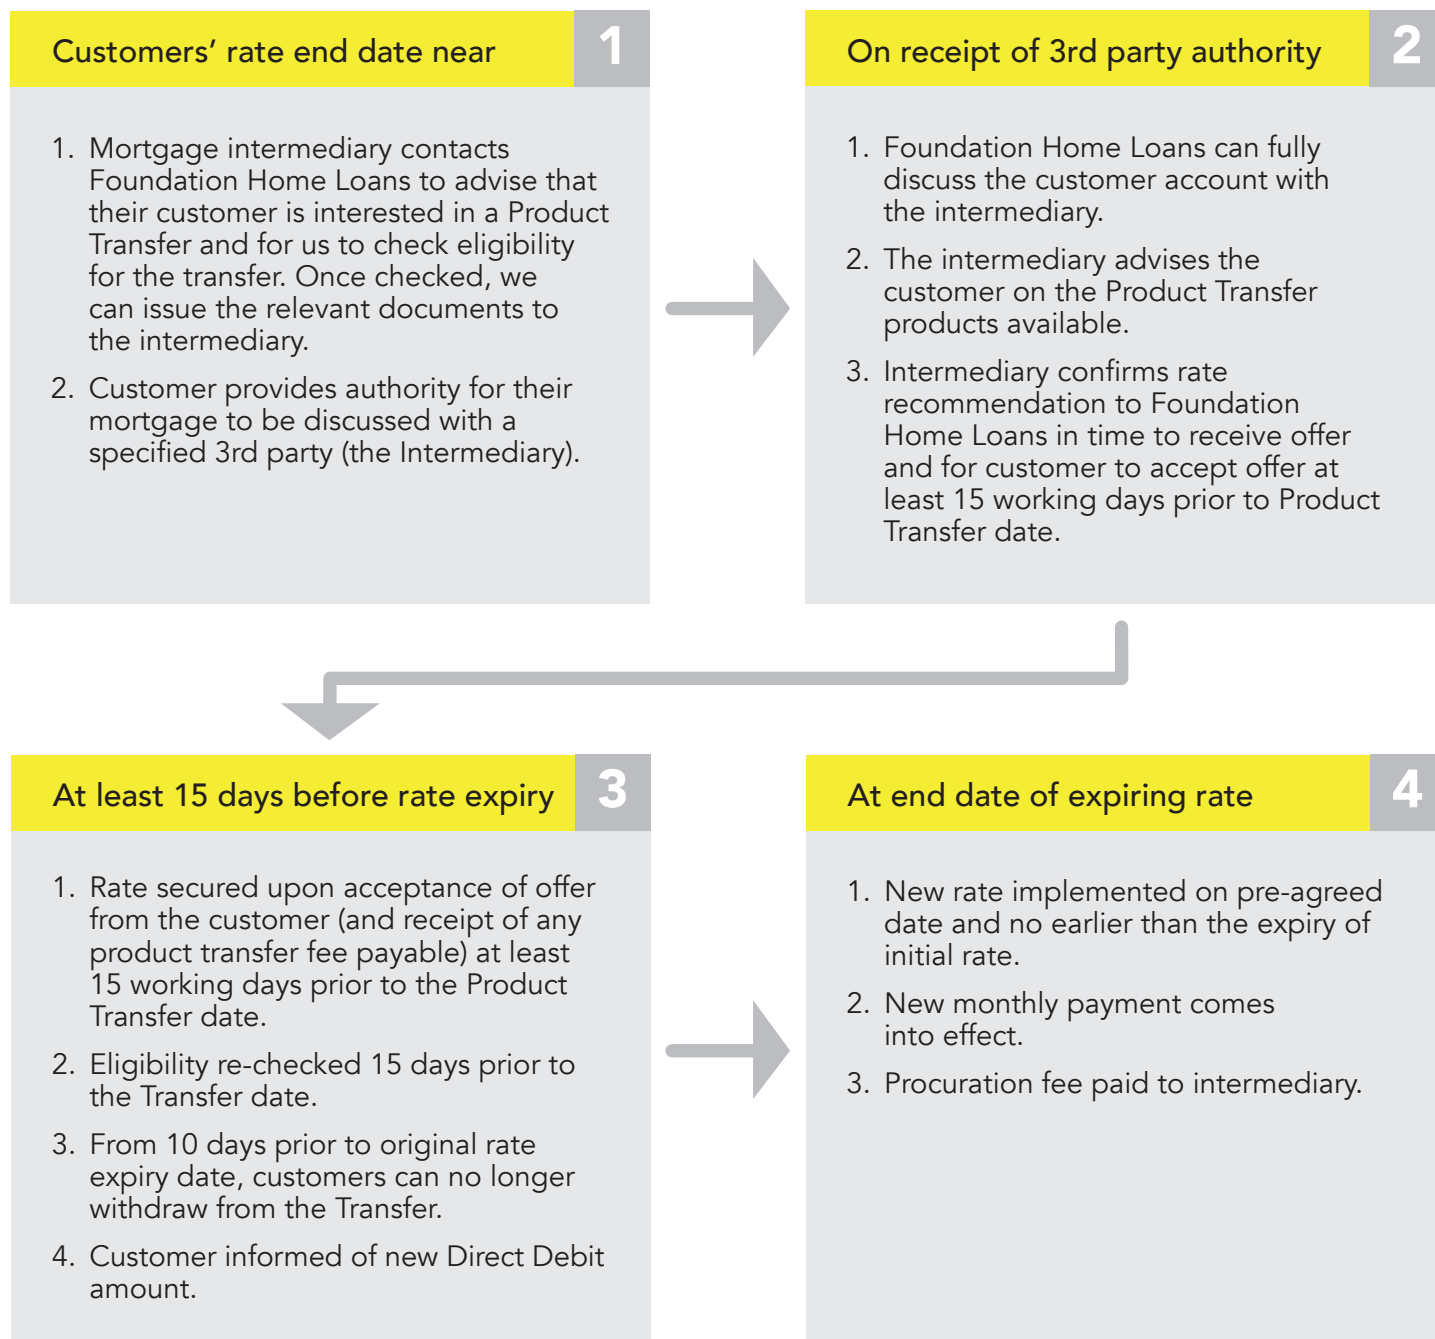 Customers’ rate end date near
1
1. Mortgage intermediary contacts
Foundation Home Loans to advise that
their customer is interested in a Product
Transfer and for us to check eligibility
for the transfer. Once checked, we
can issue the relevant documents to
the intermediary.
2. Customer provides authority for their
mortgage to be discussed with a
specified 3rd party (the Intermediary).
On receipt of 3rd party authority
2
1. Foundation Home Loans can fully
discuss the customer account with
the intermediary.
2. The intermediary advises the
customer on the Product Transfer
products available.
3. Intermediary confirms rate
recommendation to Foundation
Home Loans in time to receive offer
and for customer to accept offer at
least 15 working days prior to Product
Transfer date.
At least 15 days before rate expiry
3
1. Rate secured upon acceptance of offer
from the customer (and receipt of any
product transfer fee payable) at least
15 working days prior to the Product
Transfer date.
2. Eligibility re-checked 15 days prior to
the Transfer date.
3. From 10 days prior to original rate
expiry date, customers can no longer
withdraw from the Transfer.
4. Customer informed of new Direct Debit
amount.
At end date of expiring rate
4
1. New rate implemented on pre-agreed
date and no earlier than the expiry of
initial rate.
2. New monthly payment comes
into effect.
3. Procuration fee paid to intermediary.